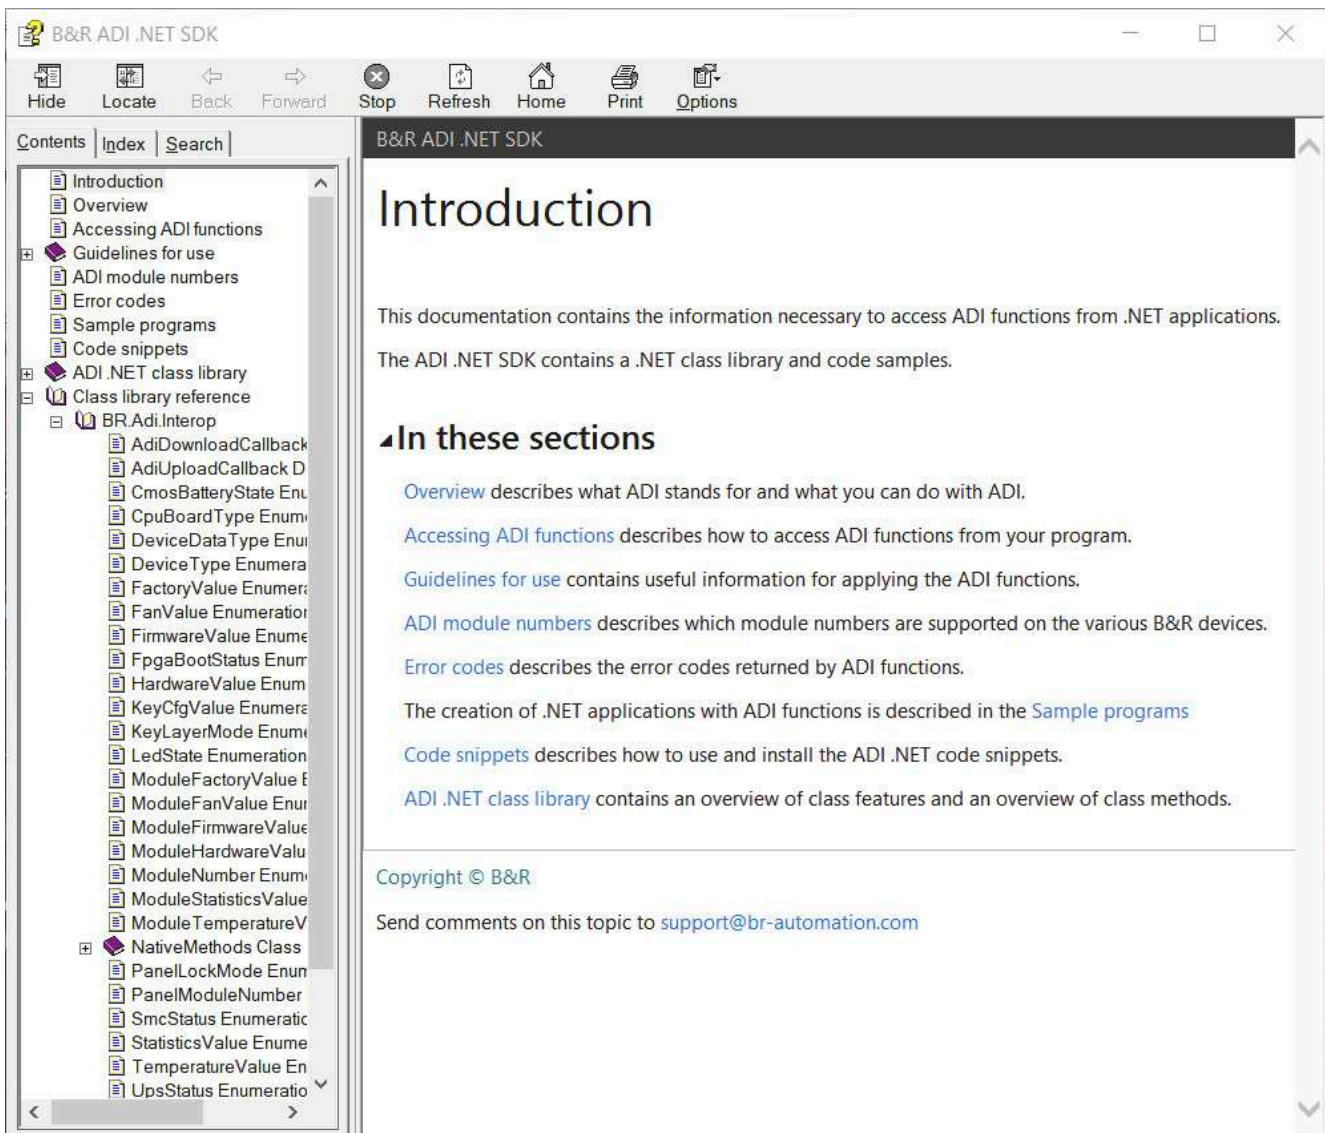 B&R ADI .NET SDK
Hide Locate Back Forward Stop Refresh Home Print Options
Contents Index Search
Introduction
Overview
Accessing ADI functions
Guidelines for use
ADI module numbers
Error codes
Sample programs
Code snippets
ADI .NET class library
Class library reference
BR.Adi.Interop
AdiDownloadCallback
AdiUploadCallback D
CmosBatteryState Enu
CpuBoardType Enum
DeviceDataType Enu
DeviceType Enumera
FactoryValue Enumer
FanValue Enumeration
FirmwareValue Enume
FpgaBootStatus Enum
HardwareValue Enum
KeyCfgValue Enumera
KeyLayerMode Enum
LedState Enumeration
ModuleFactoryValue E
ModuleFanValue Enu
ModuleFirmwareValue
ModuleHardwareValu
ModuleNumber Enum
ModuleStatisticsValue
ModuleTemperatureV
NativeMethods Class
PanelLockMode Enum
PanelModuleNumber
SmcStatus Enumeratio
StatisticsValue Enume
TemperatureValue En
UpsStatus Enumeratio
B&R ADI .NET SDK
Introduction
This documentation contains the information necessary to access ADI functions from .NET applications.
The ADI .NET SDK contains a .NET class library and code samples.
In these sections
Overview describes what ADI stands for and what you can do with ADI.
Accessing ADI functions describes how to access ADI functions from your program.
Guidelines for use contains useful information for applying the ADI functions.
ADI module numbers describes which module numbers are supported on the various B&R devices.
Error codes describes the error codes returned by ADI functions.
The creation of .NET applications with ADI functions is described in the Sample programs
Code snippets describes how to use and install the ADI .NET code snippets.
ADI .NET class library contains an overview of class features and an overview of class methods.
Copyright © B&R
Send comments on this topic to support@br-automation.com